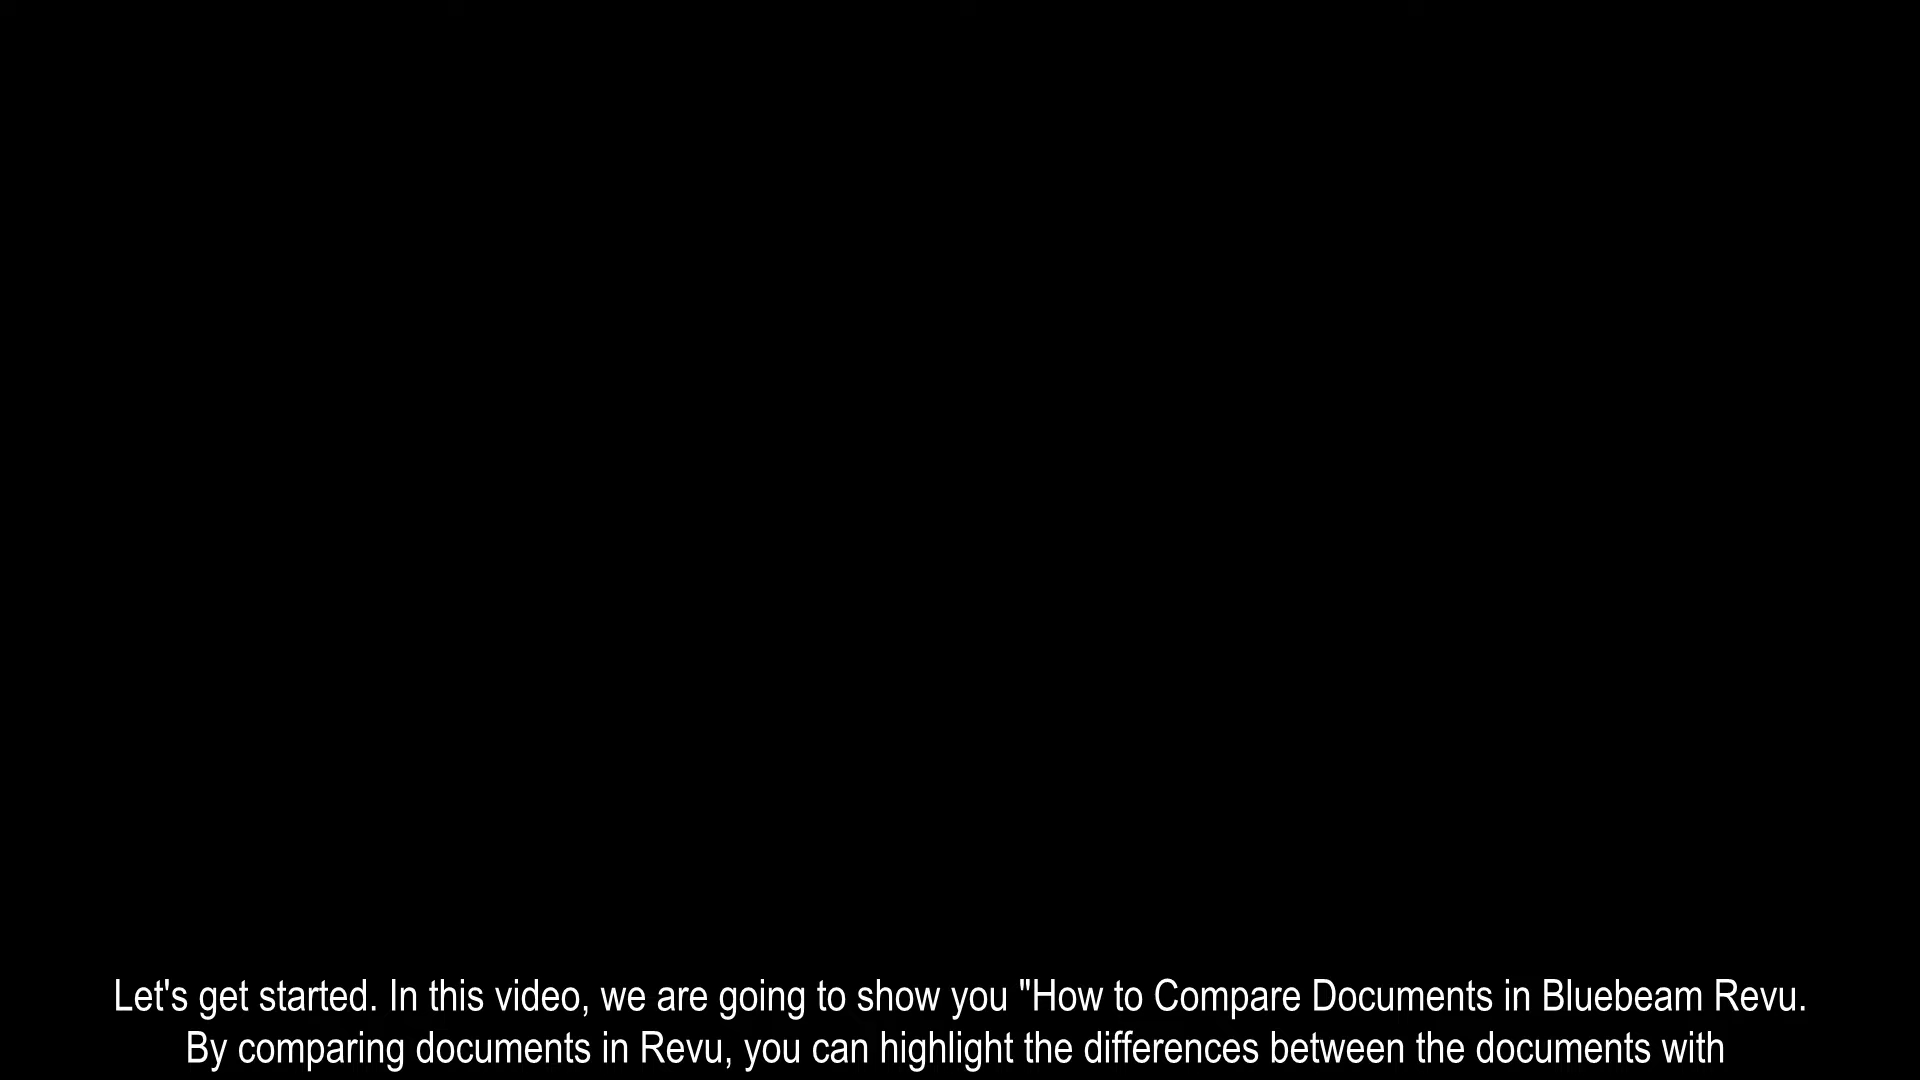 Let's get started. In this video, we are going to show you "How to Compare Documents in Bluebeam Revu.
By comparing documents in Revu, you can highlight the differences between the documents with